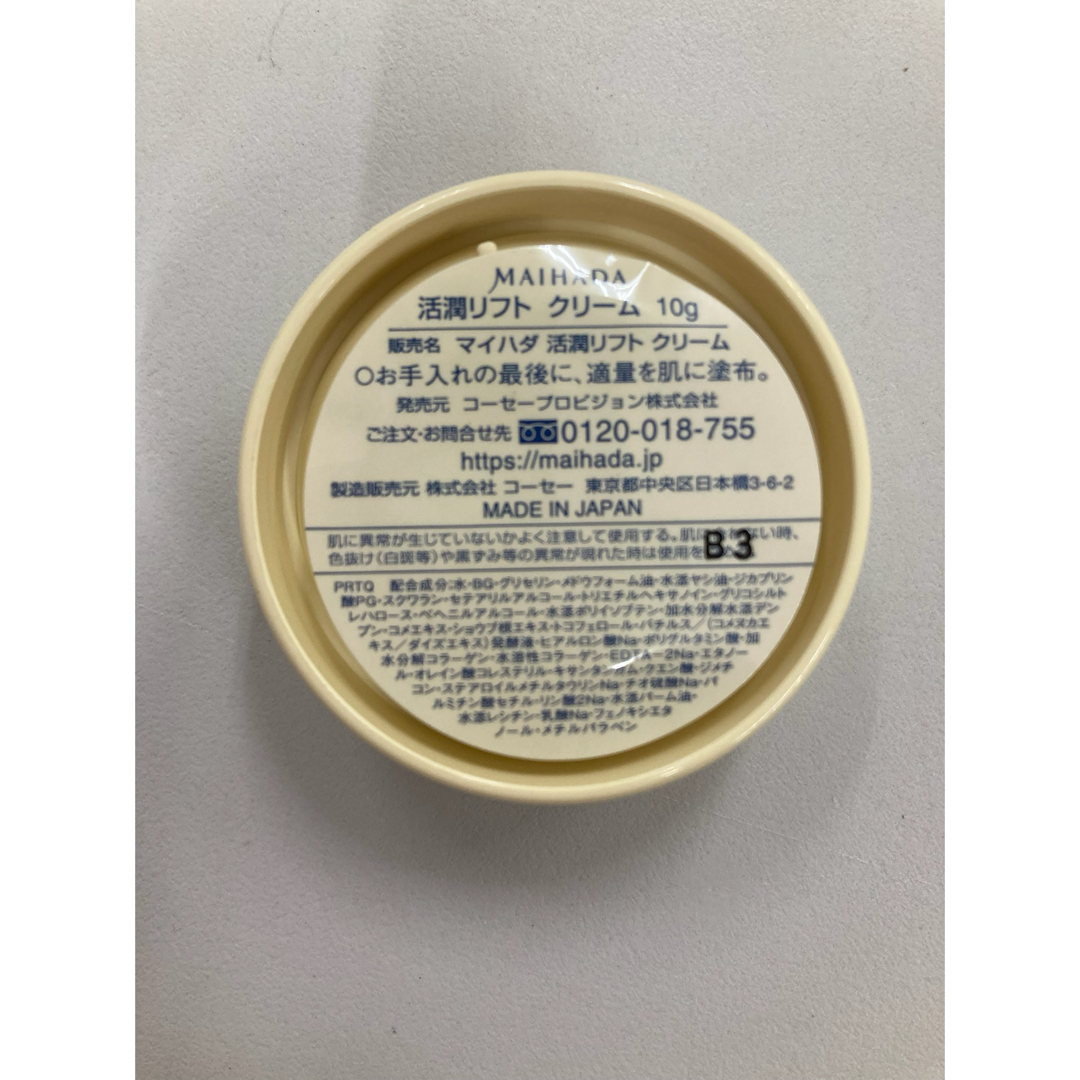 MAIHADA
活潤リフト クリーム 10g
販売名 マイハダ 活潤リフト クリーム
○お手入れの最後に、適量を肌に塗布。
発売元 コーセープロビジョン株式会社
ご注文・お問合せ先 0120-018-755
https://maihada.jp
製造販売元 株式会社 コーセー 東京都中央区日本橋3-6-2
MADE IN JAPAN
肌に異常が生じていないかよく注意して使用する。肌に ない時、
色抜け(白斑等)や黒ずみ等の異常が現れた時は使用を
B3
PRTQ 配合成分:水・BG・グリセリン・メドウフォーム油・水添ヤシ油・ジカプリン
酸PG・スクワラン・セテアリルアルコール・トリエチルヘキサノイン・グリコシルト
レハロース・ベヘニルアルコール・水添ポリイソブテン・加水分解水添デン
プン・コメエキス・ショウブ根エキス・トコフェロール・バチルス/(コメヌカエ
キス/ダイズエキス)発酵液・ヒアルロン酸Na・ポリグルタミン酸・加
水分解コラーゲン・水溶性コラーゲン・EDTA-2Na・エタノー
ル・オレイン酸コレステリル・キサンタンガム・クエン酸・ジメチ
コン・ステアロイルメチルタウリンNa・チオ硫酸Na・パ
ルミチン酸セチル・リン酸2Na・水添パーム油・
水添レシチン・乳酸Na・フェノキシエタ
ノール・メチルパラベン